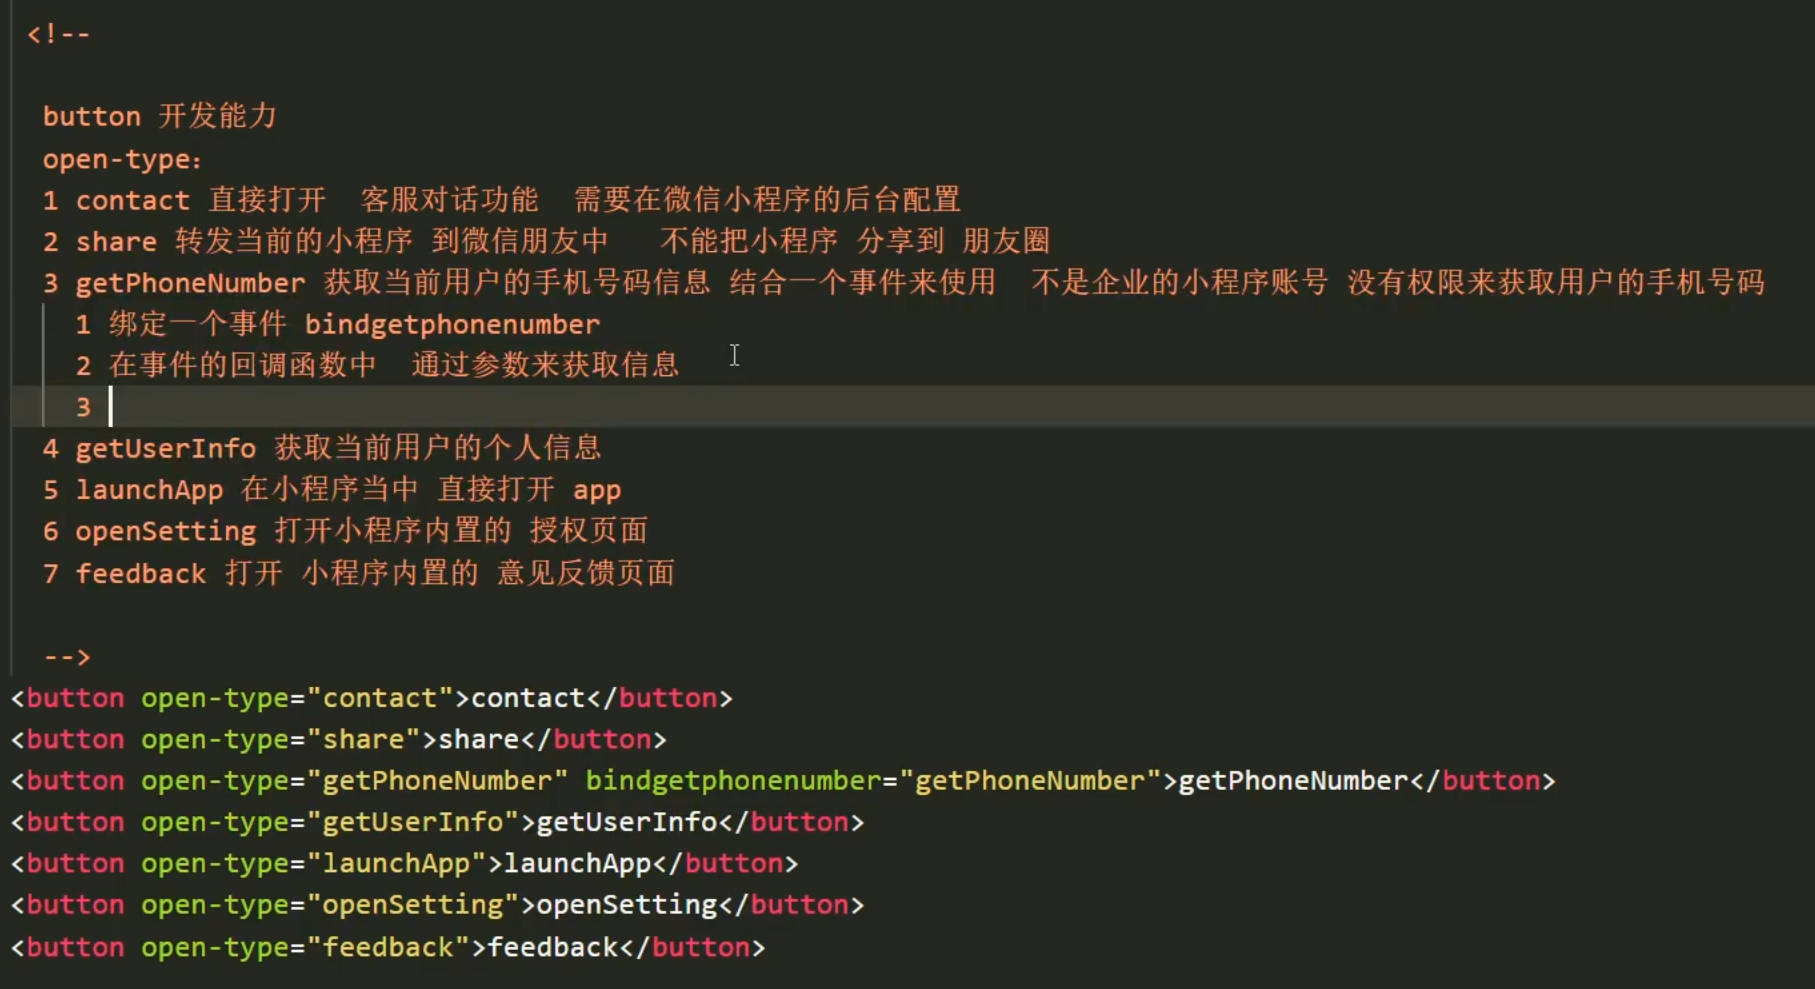 <!--
button 开发能力
open-type：
1 contact 直接打开  客服对话功能  需要在微信小程序的后台配置
2 share 转发当前的小程序 到微信朋友中   不能把小程序 分享到 朋友圈
3 getPhoneNumber 获取当前用户的手机号码信息 结合一个事件来使用  不是企业的小程序账号 没有权限来获取用户的手机号码
1 绑定一个事件 bindgetphonenumber
2 在事件的回调函数中  通过参数来获取信息
3
4 getUserInfo 获取当前用户的个人信息
5 launchApp 在小程序当中 直接打开 app
6 openSetting 打开小程序内置的 授权页面
7 feedback 打开 小程序内置的 意见反馈页面
-->
<button open-type="contact">contact</button>
<button open-type="share">share</button>
<button open-type="getPhoneNumber" bindgetphonenumber="getPhoneNumber">getPhoneNumber</button>
<button open-type="getUserInfo">getUserInfo</button>
<button open-type="launchApp">launchApp</button>
<button open-type="openSetting">openSetting</button>
<button open-type="feedback">feedback</button>